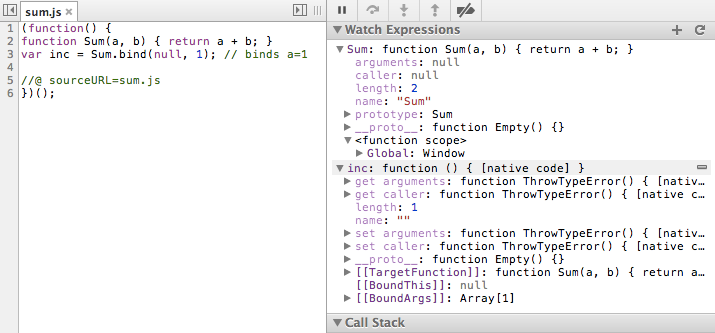 sum.js ×
1 (function() {
2 function Sum(a, b) { return a + b; }
3 var inc = Sum.bind(null, 1); // binds a=1
4
5 //@ sourceURL=sum.js
6 })();
Watch Expressions
Sum: function Sum(a, b) { return a + b; }
arguments: null
caller: null
length: 2
name: "Sum"
prototype: Sum
__proto__: function Empty() {}
<function scope>
Global: Window
inc: function () { [native code] }
get arguments: function ThrowTypeError() { [nativ…
get caller: function ThrowTypeError() { [native c…
length: 1
name: ""
set arguments: function ThrowTypeError() { [nativ…
set caller: function ThrowTypeError() { [native c…
__proto__: function Empty() {}
[[TargetFunction]]: function Sum(a, b) { return a…
[[BoundThis]]: null
[[BoundArgs]]: Array[1]
Call Stack